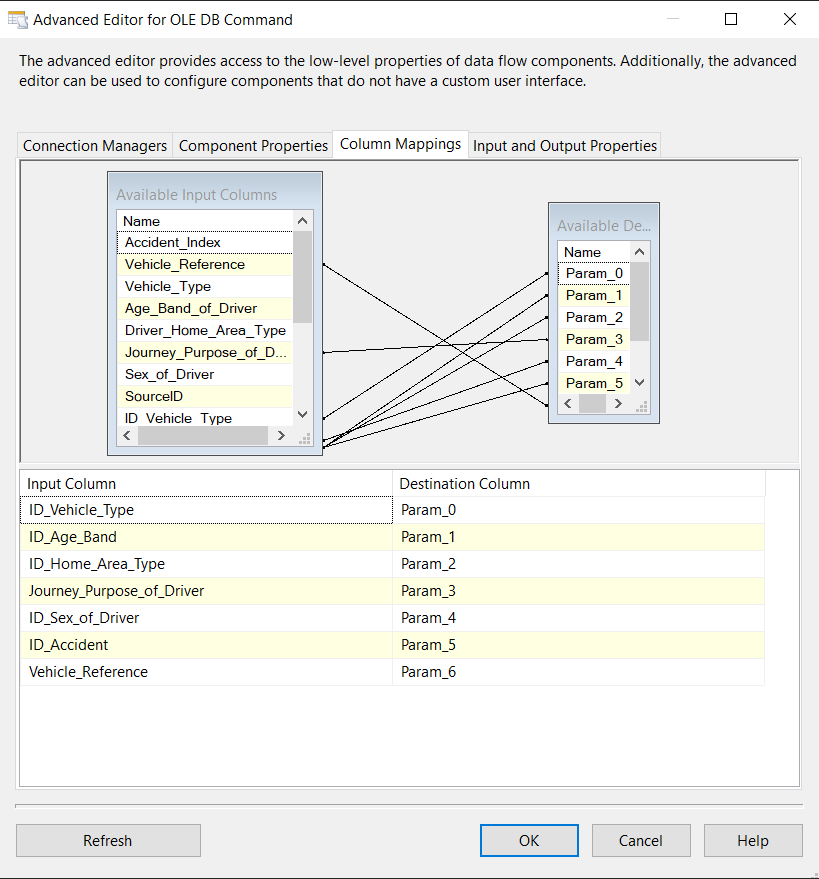 Advanced Editor for OLE DB Command
The advanced editor provides access to the low-level properties of data flow components. Additionally, the advanced
editor can be used to configure components that do not have a custom user interface.
Connection Managers Component Properties Column Mappings Input and Output Properties
Available Input Columns
Name
Accident_Index
Vehicle_Reference
Vehicle_Type
Age_Band_of_Driver
Driver_Home_Area_Type
Journey_Purpose_of_D...
Sex_of_Driver
SourceID
ID_Vehicle_Type
Available De...
Name
Param_0
Param_1
Param_2
Param_3
Param_4
Param_5
Input Column Destination Column
ID_Vehicle_Type Param_0
ID_Age_Band Param_1
ID_Home_Area_Type Param_2
Journey_Purpose_of_Driver Param_3
ID_Sex_of_Driver Param_4
ID_Accident Param_5
Vehicle_Reference Param_6
Refresh OK Cancel Help